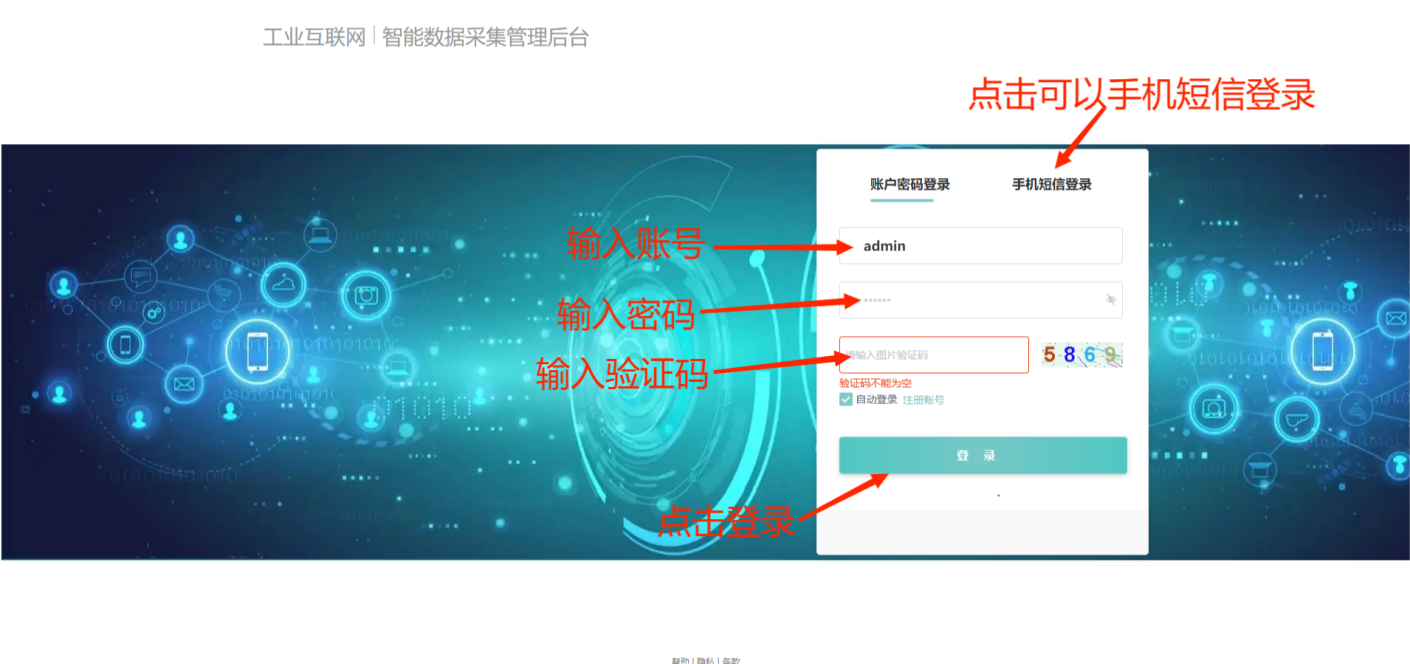 工业互联网 | 智能数据采集管理后台
点击可以手机短信登录
账户密码登录 手机短信登录
输入账号
admin
输入密码
••••••
输入验证码
请输入图片验证码
5869
验证码不能为空
自动登录 注册账号
登 录
点击登录
帮助 | 隐私 | 条款